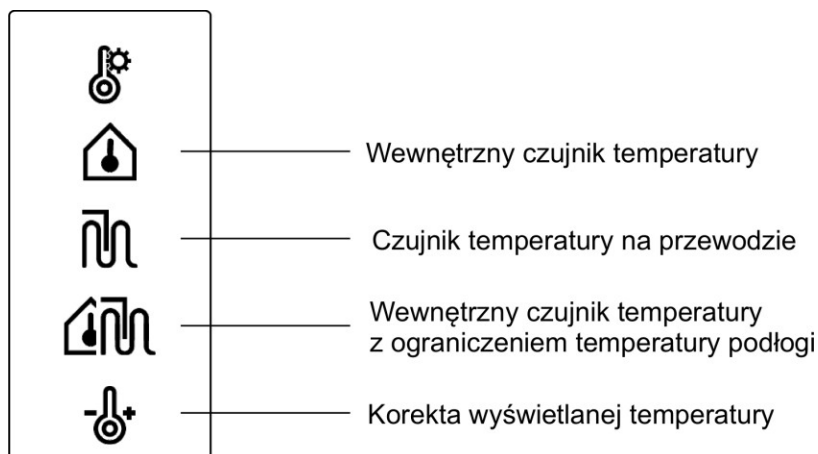 Wewnętrzny czujnik temperatury
Czujnik temperatury na przewodzie
Wewnętrzny czujnik temperatury
z ograniczeniem temperatury podłogi
Korekta wyświetlanej temperatury